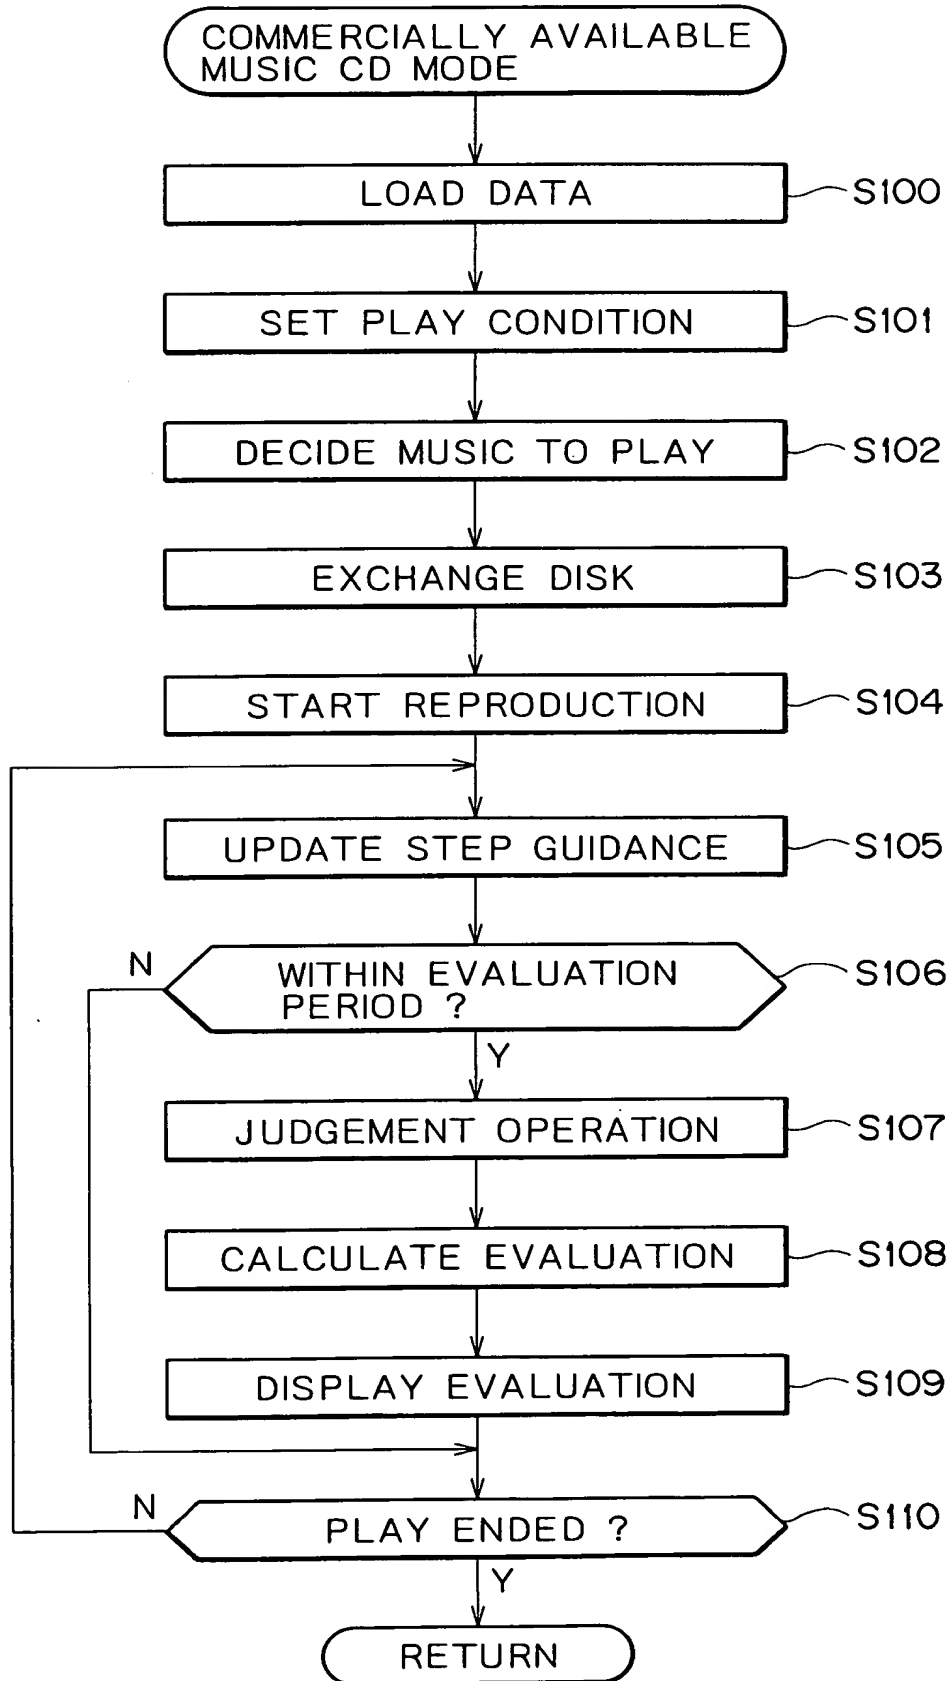 COMMERCIALLY AVAILABLE
MUSIC CD MODE
LOAD DATA
S100
SET PLAY CONDITION
S101
DECIDE MUSIC TO PLAY
S102
EXCHANGE DISK
S103
START REPRODUCTION
S104
UPDATE STEP GUIDANCE
S105
N
WITHIN EVALUATION
PERIOD ?
S106
Y
JUDGEMENT OPERATION
S107
CALCULATE EVALUATION
S108
DISPLAY EVALUATION
S109
N
PLAY ENDED ?
S110
Y
RETURN